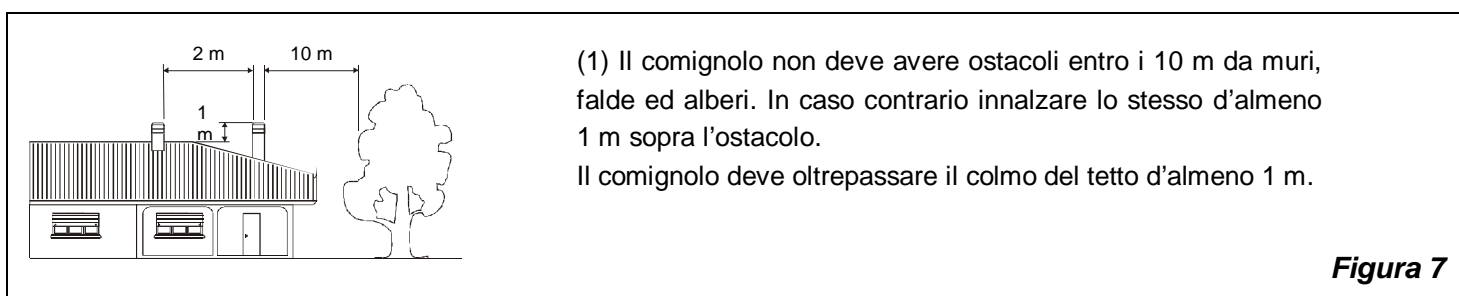 2 m 10 m
1
m
(1) Il comignolo non deve avere ostacoli entro i 10 m da muri,
falde ed alberi. In caso contrario innalzare lo stesso d’almeno
1 m sopra l’ostacolo.
Il comignolo deve oltrepassare il colmo del tetto d’almeno 1 m.
Figura 7